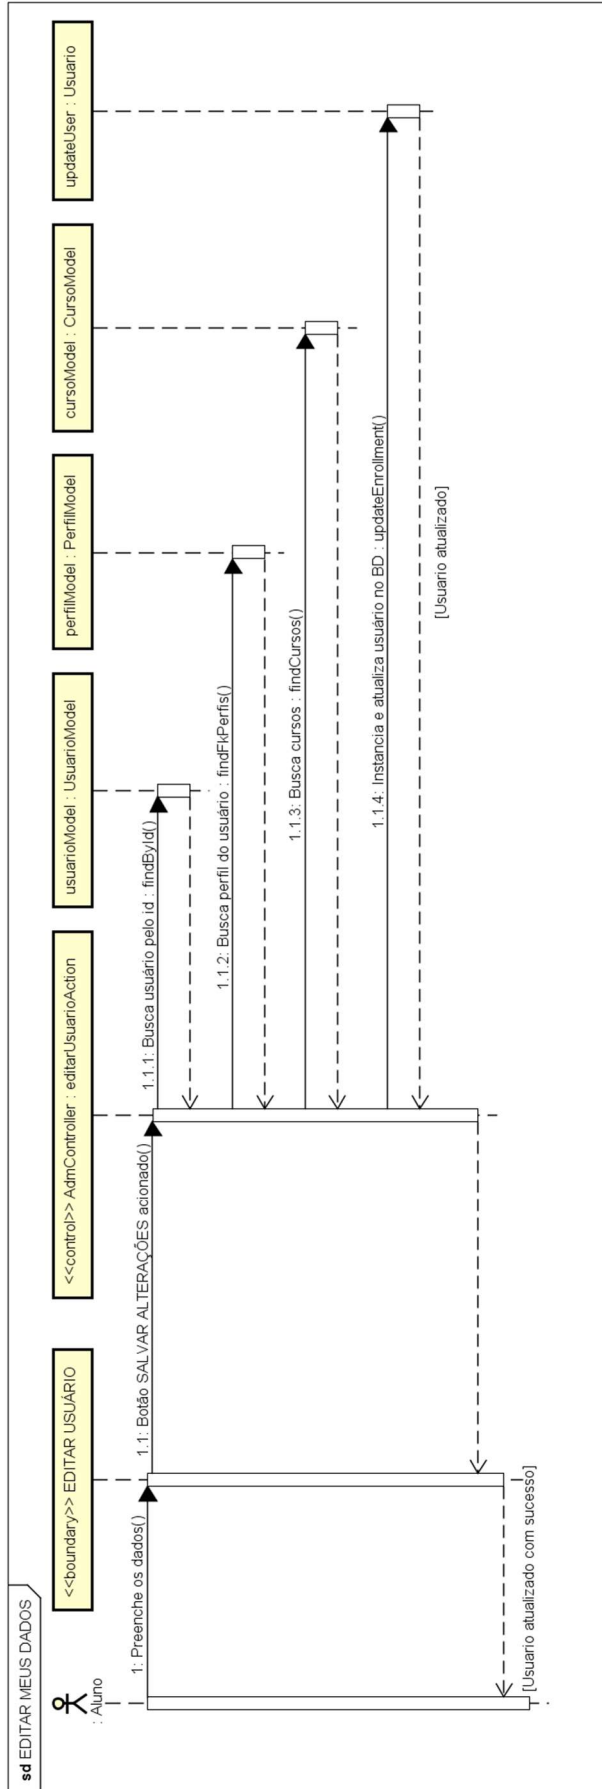 sd EDITAR MEUS DADOS
: Aluno
<<boundary>> EDITAR USUÁRIO
<<control>> AdmController : editarUsuarioAction
usuarioModel : UsuarioModel
perfilModel : PerfilModel
cursoModel : CursoModel
updateUser : Usuario
1: Preenche os dados()
1.1: Botão SALVAR ALTERAÇÕES acionado()
1.1.1: Busca usuário pelo id : findById()
1.1.2: Busca perfil do usuário : findFkPerfis()
1.1.3: Busca cursos : findCursos()
1.1.4: Instancia e atualiza usuário no BD : updateEnrollment()
[Usuario atualizado]
[Usuario atualizado com sucesso]